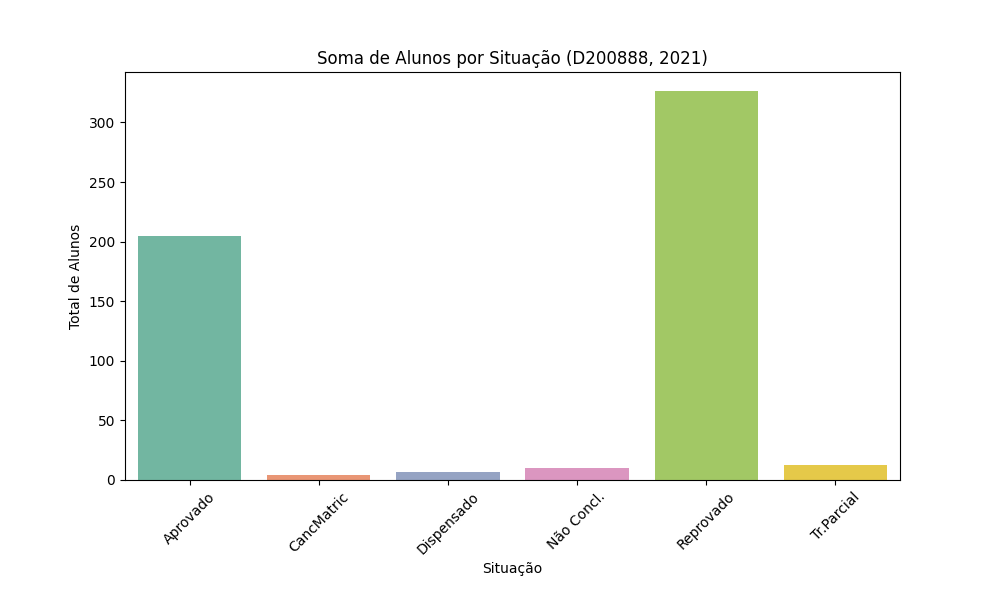 Soma de Alunos por Situação (D200888, 2021)
Total de Alunos
300
250
200
150
100
50
0
Aprovado
CancMatric
Dispensado
Não Concl.
Reprovado
Tr.Parcial
Situação